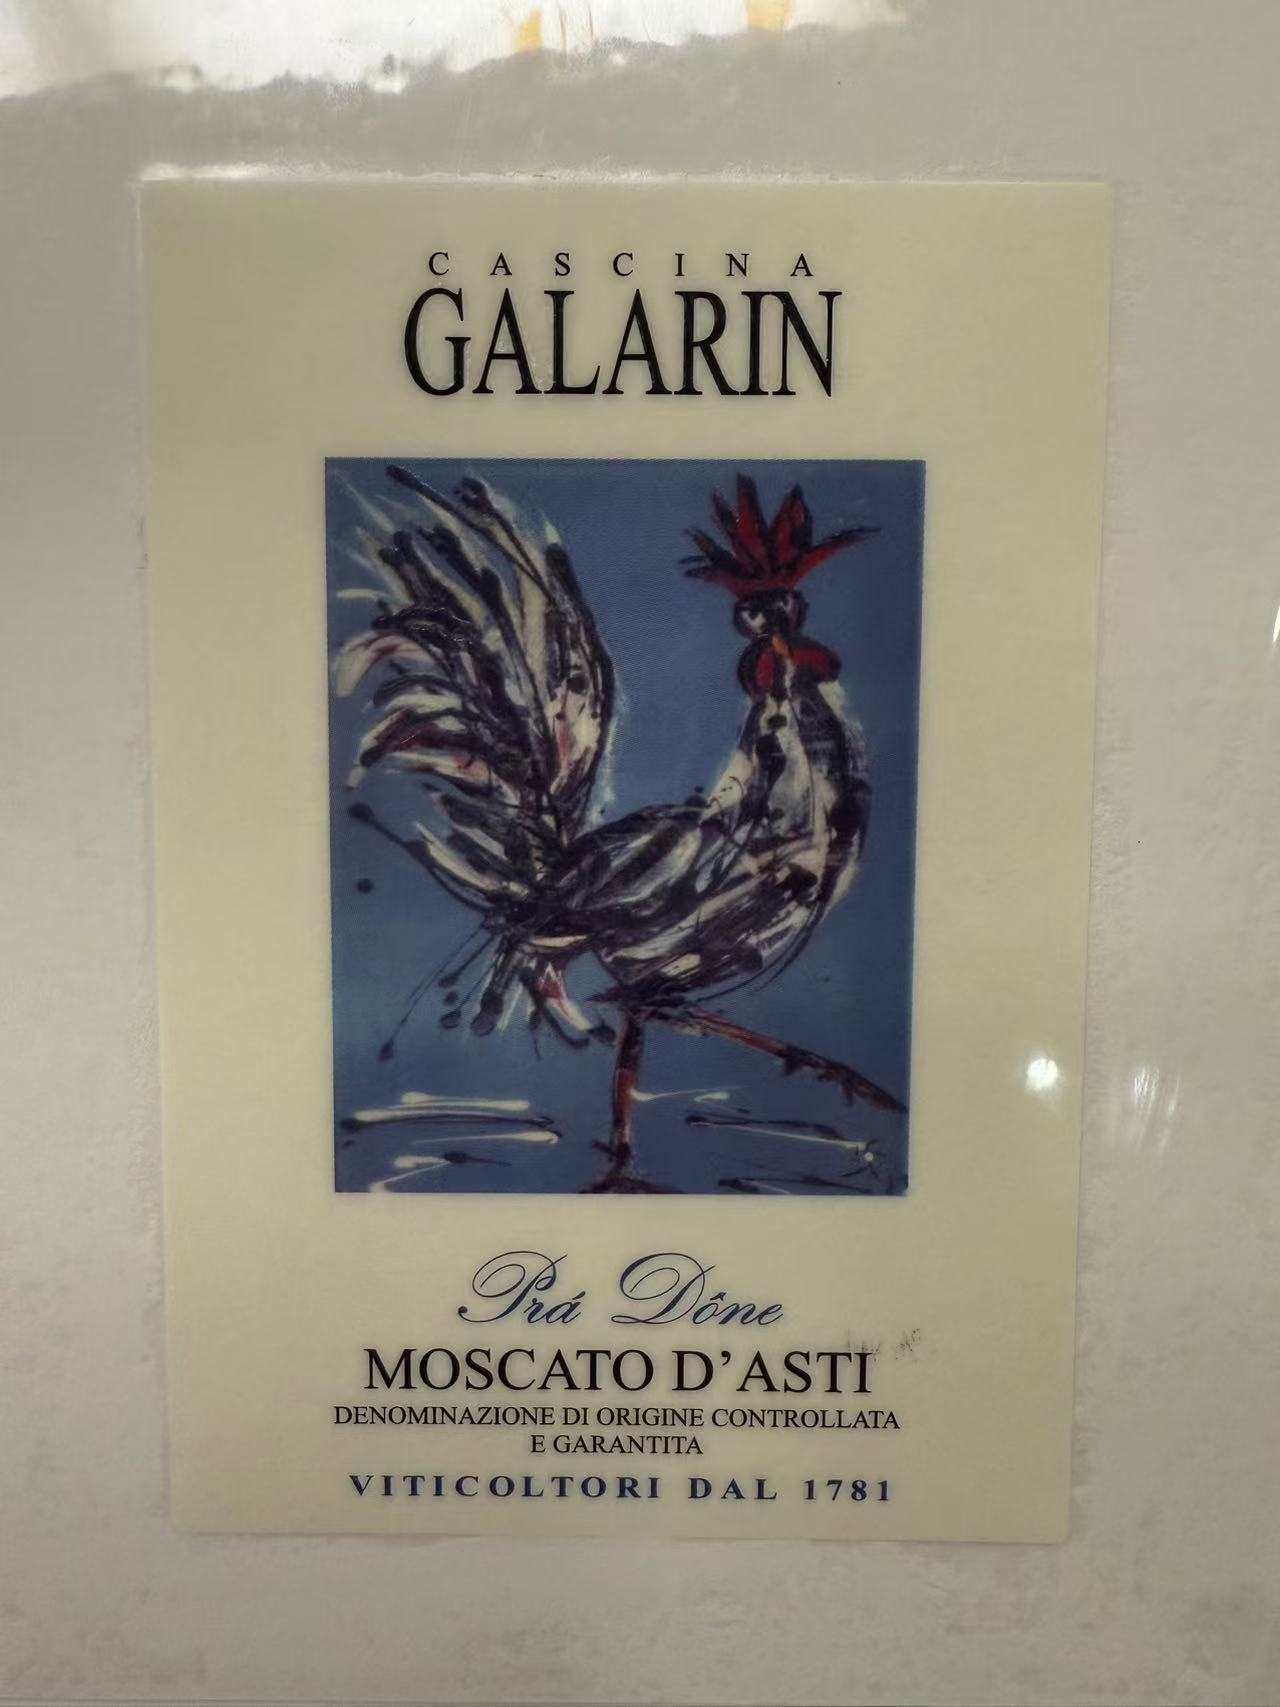 CASCINA
GALARIN
Prá Dône
MOSCATO D'ASTI
DENOMINAZIONE DI ORIGINE CONTROLLATA
E GARANTITA
VITICOLTORI DAL 1781